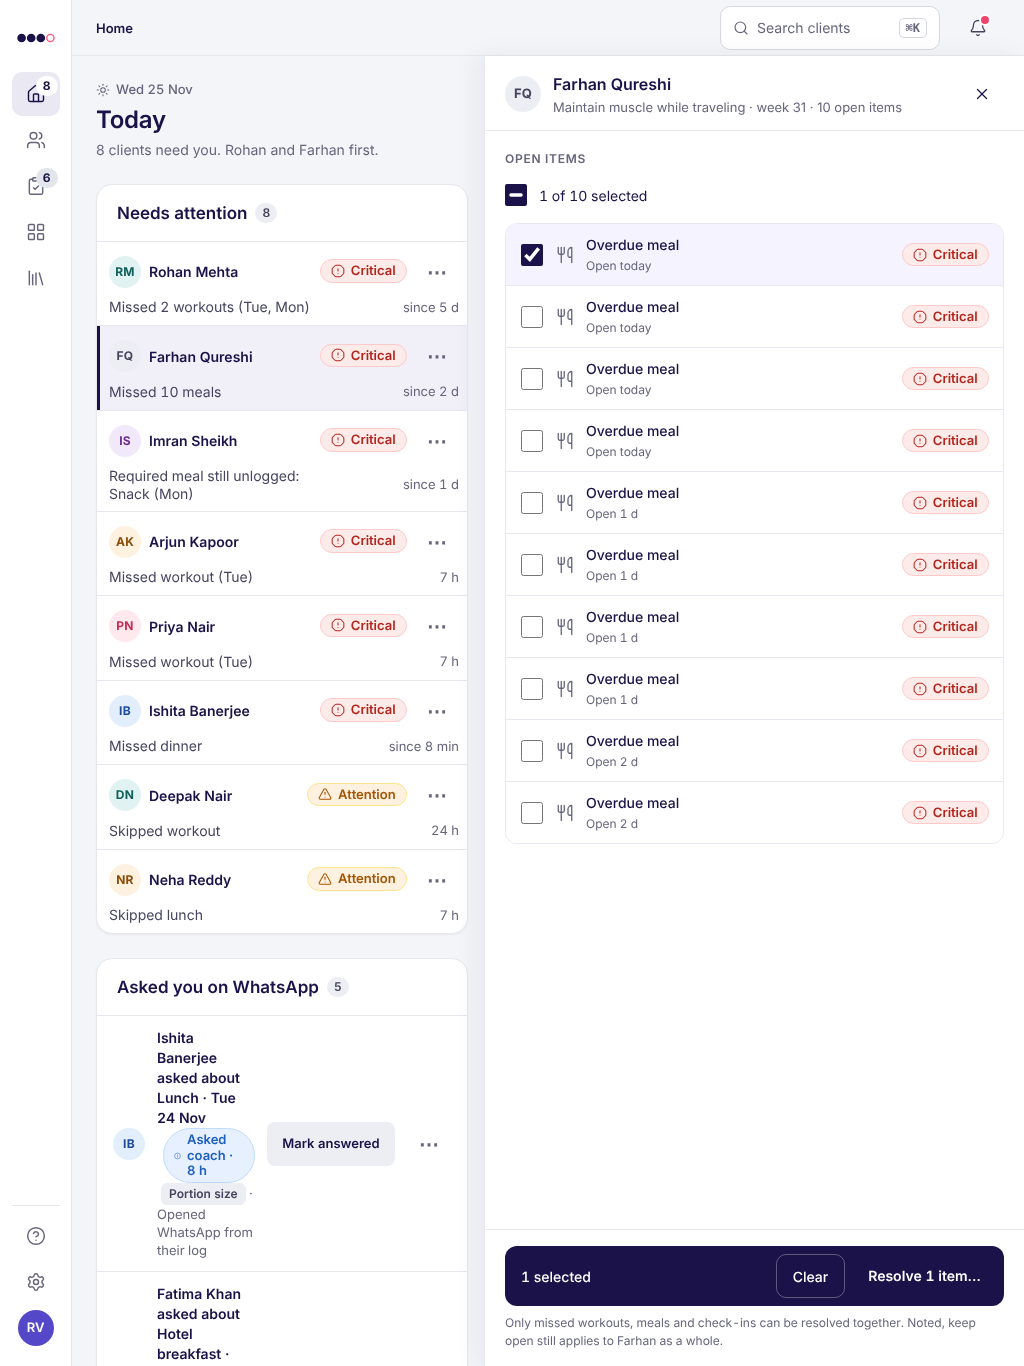 Home
Search clients
⌘K
8
6
Wed 25 Nov
Today
8 clients need you. Rohan and Farhan first.
Needs attention 8
RM Rohan Mehta Critical
Missed 2 workouts (Tue, Mon) since 5 d
FQ Farhan Qureshi Critical
Missed 10 meals since 2 d
IS Imran Sheikh Critical
Required meal still unlogged:
Snack (Mon)
since 1 d
AK Arjun Kapoor Critical
Missed workout (Tue) 7 h
PN Priya Nair Critical
Missed workout (Tue) 7 h
IB Ishita Banerjee Critical
Missed dinner since 8 min
DN Deepak Nair Attention
Skipped workout 24 h
NR Neha Reddy Attention
Skipped lunch 7 h
Asked you on WhatsApp 5
IB
Ishita
Banerjee
asked about
Lunch · Tue
24 Nov
Asked
coach ·
8 h
Portion size ·
Opened
WhatsApp from
their log
Mark answered
Fatima Khan
asked about
Hotel
breakfast ·
RV
FQ
Farhan Qureshi
Maintain muscle while traveling · week 31 · 10 open items
OPEN ITEMS
1 of 10 selected
Overdue meal
Open today
Critical
Overdue meal
Open today
Critical
Overdue meal
Open today
Critical
Overdue meal
Open today
Critical
Overdue meal
Open 1 d
Critical
Overdue meal
Open 1 d
Critical
Overdue meal
Open 1 d
Critical
Overdue meal
Open 1 d
Critical
Overdue meal
Open 2 d
Critical
Overdue meal
Open 2 d
Critical
1 selected
Clear
Resolve 1 item...
Only missed workouts, meals and check-ins can be resolved together. Noted, keep
open still applies to Farhan as a whole.